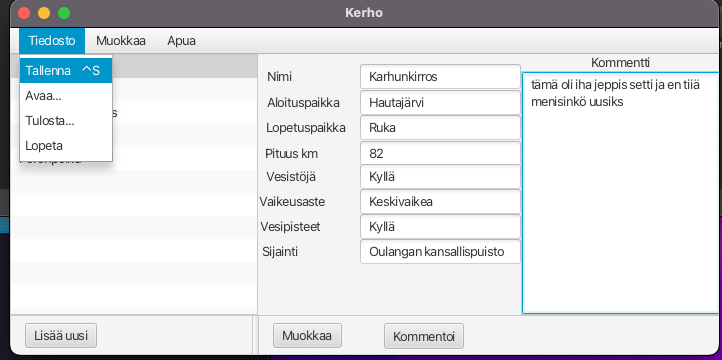 Kerho
Tiedosto Muokkaa Apua
Tallenna ^S
Avaa...
Tulosta...
Lopeta
Nimi Karhunkirros
Aloituspaikka Hautajärvi
Lopetuspaikka Ruka
Pituus km 82
Vesistöjä Kyllä
Vaikeusaste Keskivaikea
Vesipisteet Kyllä
Sijainti Oulangan kansallispuisto
Kommentti
tämä oli iha jeppis setti ja en tiiä
menisinkö uusiks
Lisää uusi Muokkaa Kommentoi